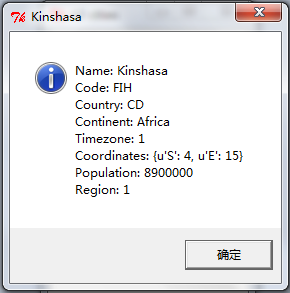 Kinshasa
Name: Kinshasa
Code: FIH
Country: CD
Continent: Africa
Timezone: 1
Coordinates: {u'S': 4, u'E': 15}
Population: 8900000
Region: 1
确定